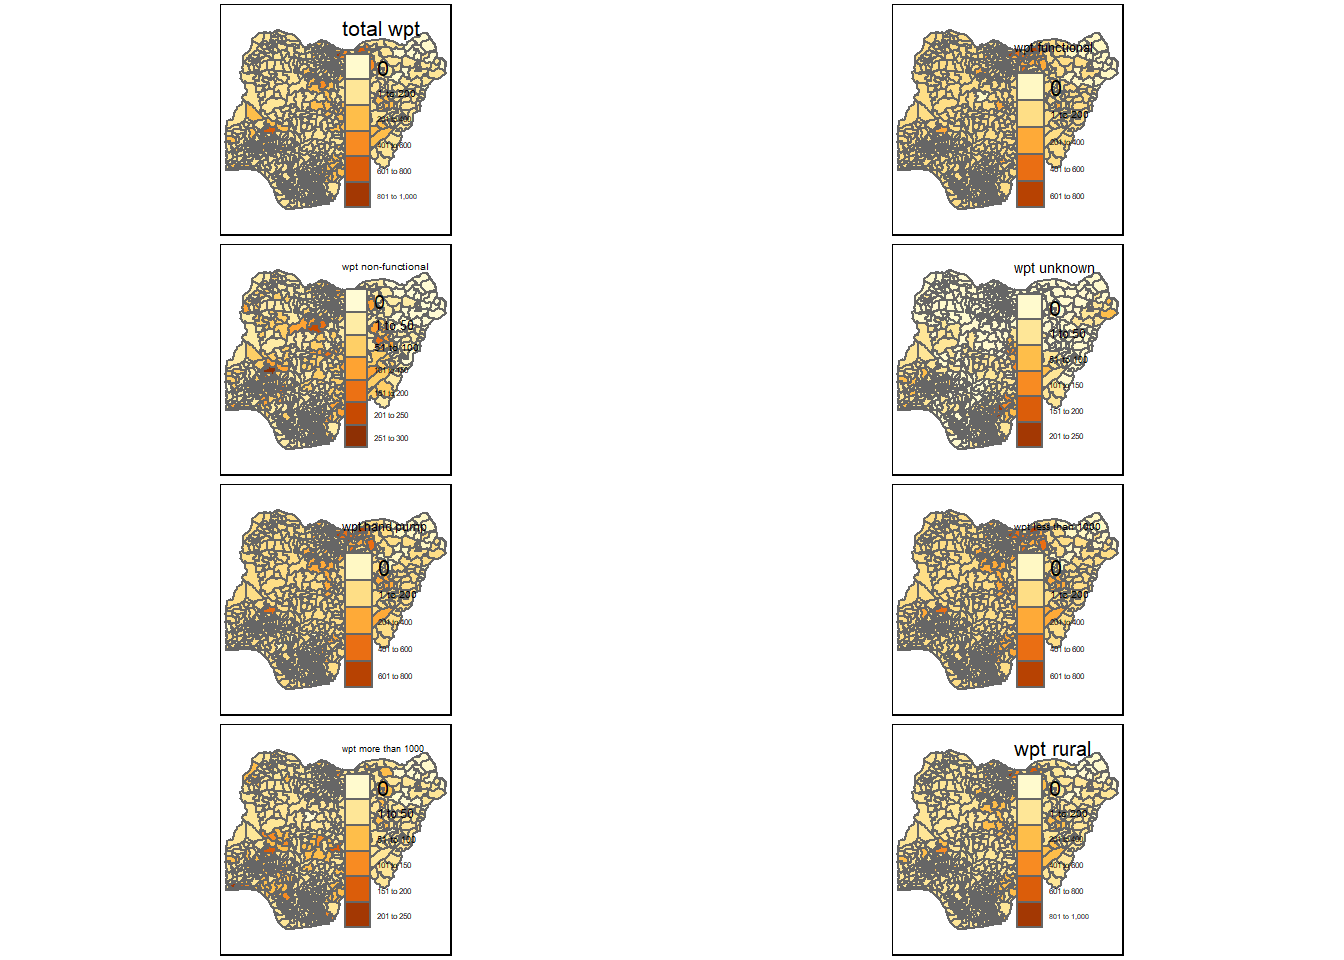 total wpt
0
1 to 200
201 to 400
401 to 600
601 to 800
801 to 1,000
wpt functional
0
1 to 200
201 to 400
401 to 600
601 to 800
wpt non-functional
0
1 to 50
51 to 100
101 to 150
151 to 200
201 to 250
251 to 300
wpt unknown
0
1 to 50
51 to 100
101 to 150
151 to 200
201 to 250
wpt hand pump
0
1 to 200
201 to 400
401 to 600
601 to 800
wpt less than 1000
0
1 to 200
201 to 400
401 to 600
601 to 800
wpt more than 1000
0
1 to 50
51 to 100
101 to 150
151 to 200
201 to 250
wpt rural
0
1 to 200
201 to 400
401 to 600
601 to 800
801 to 1,000